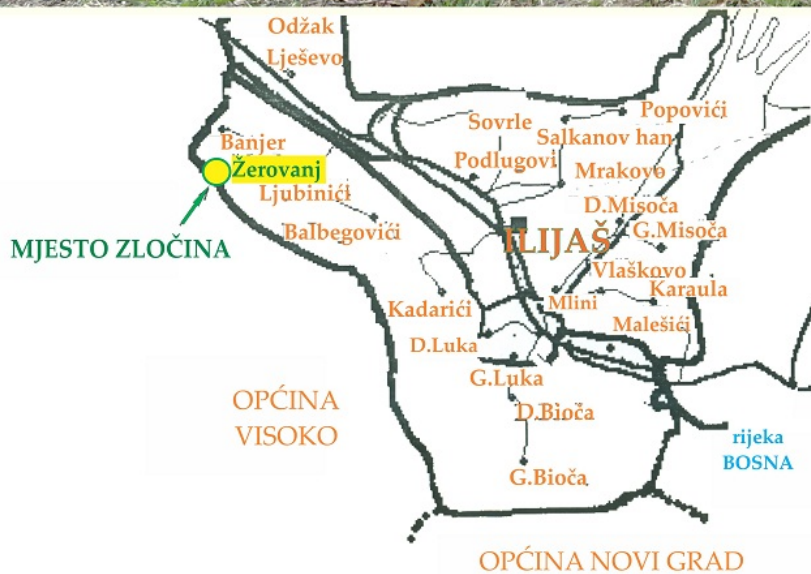 Odžak
Lješevo
Popovići
Sovrle
Salkanov han
Banjer
Podlugovi
Mrakovo
Žerovanj
Ljubinići
D.Misoča
Balbegovići
ILIJAŠ
G.Misoča
MJESTO ZLOČINA
Vlaškovo
Karaula
Kadarići
Mlini
Malešići
D.Luka
G.Luka
OPĆINA
VISOKO
D.Bioča
rijeka
BOSNA
G.Bioča
OPĆINA NOVI GRAD